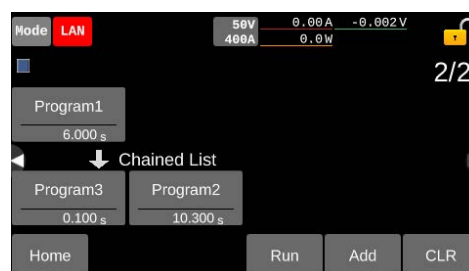 Mode LAN 50V 0.00A -0.002V
400A 0.0W
2/2
Program1
6.000 s
Chained List
Program3 Program2
0.100 s 10.300 s
Home Run Add CLR